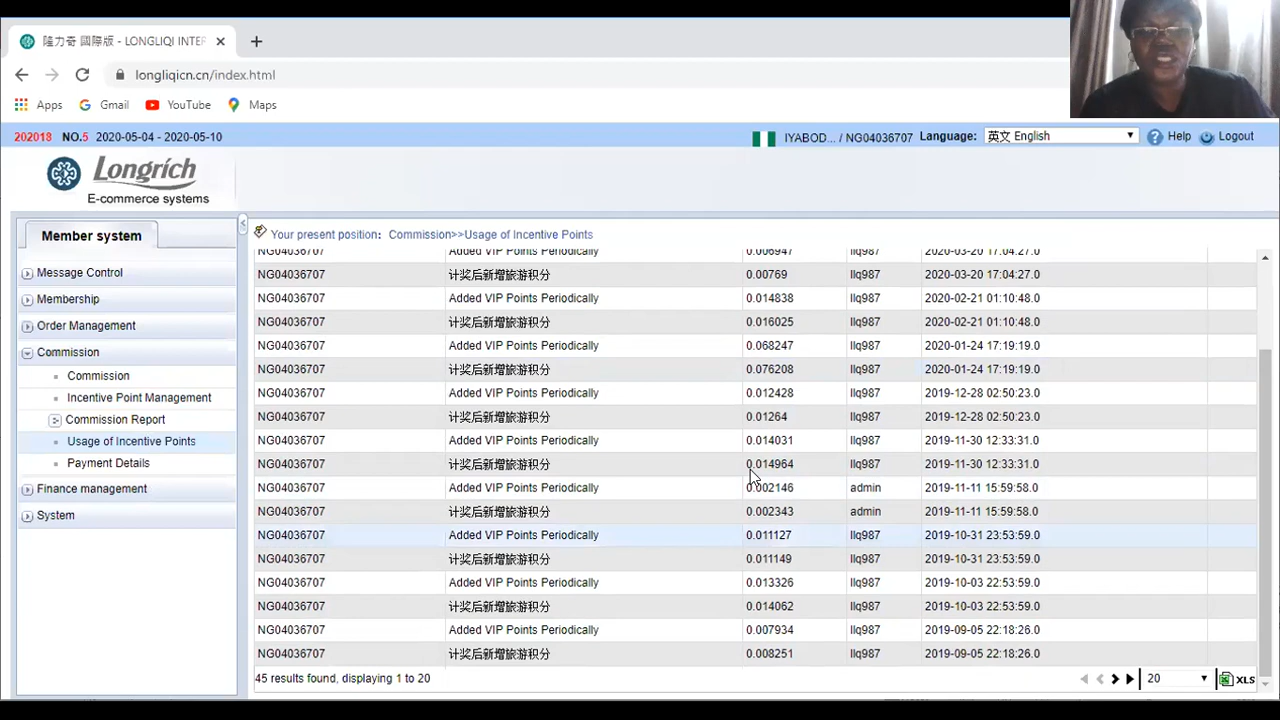 隆力奇 國際版 - LONGLIQI INTER
longliqicn.cn/index.html
Apps Gmail YouTube Maps
202018 NO.5 2020-05-04 - 2020-05-10
IYABOD... / NG04036707 Language: 英文 English Help Logout
Longrich
E-commerce systems
Member system
Message Control
Membership
Order Management
Commission
Commission
Incentive Point Management
Commission Report
Usage of Incentive Points
Payment Details
Finance management
System
Your present position: Commission>>Usage of Incentive Points
NG04036707 Added VIP Points Periodically 0.006947 llq987 2020-03-20 17:04:27.0
NG04036707 计奖后新增旅游积分 0.00769 llq987 2020-03-20 17:04:27.0
NG04036707 Added VIP Points Periodically 0.014838 llq987 2020-02-21 01:10:48.0
NG04036707 计奖后新增旅游积分 0.016025 llq987 2020-02-21 01:10:48.0
NG04036707 Added VIP Points Periodically 0.068247 llq987 2020-01-24 17:19:19.0
NG04036707 计奖后新增旅游积分 0.076208 llq987 2020-01-24 17:19:19.0
NG04036707 Added VIP Points Periodically 0.012428 llq987 2019-12-28 02:50:23.0
NG04036707 计奖后新增旅游积分 0.01264 llq987 2019-12-28 02:50:23.0
NG04036707 Added VIP Points Periodically 0.014031 llq987 2019-11-30 12:33:31.0
NG04036707 计奖后新增旅游积分 0.014964 llq987 2019-11-30 12:33:31.0
NG04036707 Added VIP Points Periodically 0.002146 admin 2019-11-11 15:59:58.0
NG04036707 计奖后新增旅游积分 0.002343 admin 2019-11-11 15:59:58.0
NG04036707 Added VIP Points Periodically 0.011127 llq987 2019-10-31 23:53:59.0
NG04036707 计奖后新增旅游积分 0.011149 llq987 2019-10-31 23:53:59.0
NG04036707 Added VIP Points Periodically 0.013326 llq987 2019-10-03 22:53:59.0
NG04036707 计奖后新增旅游积分 0.014062 llq987 2019-10-03 22:53:59.0
NG04036707 Added VIP Points Periodically 0.007934 llq987 2019-09-05 22:18:26.0
NG04036707 计奖后新增旅游积分 0.008251 llq987 2019-09-05 22:18:26.0
45 results found, displaying 1 to 20 20 XLS